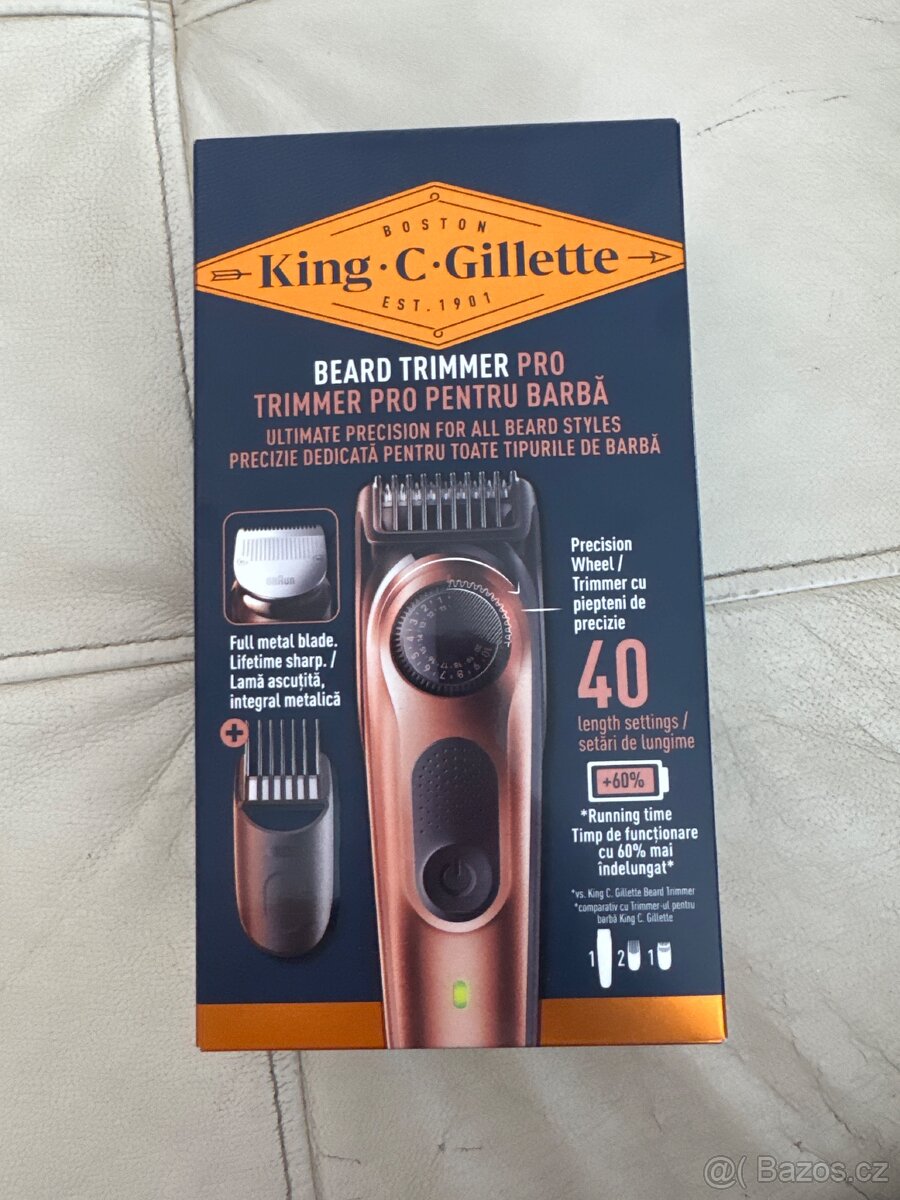 BOSTON
King·C·Gillette
EST. 1901
BEARD TRIMMER PRO
TRIMMER PRO PENTRU BARBĂ
ULTIMATE PRECISION FOR ALL BEARD STYLES
PRECIZIE DEDICATĂ PENTRU TOATE TIPURILE DE BARBĂ
BRAUN
Full metal blade.
Lifetime sharp. /
Lamă ascuțită,
integral metalică
+
Precision
Wheel /
Trimmer cu
piepteni de
precizie
40
length settings /
setări de lungime
+60%
*Running time
Timp de funcționare
cu 60% mai
îndelungat*
*vs. King C. Gillette Beard Trimmer
*comparativ cu Trimmer-ul pentru
barbă King C. Gillette
1 2 1
@( Bazos.cz